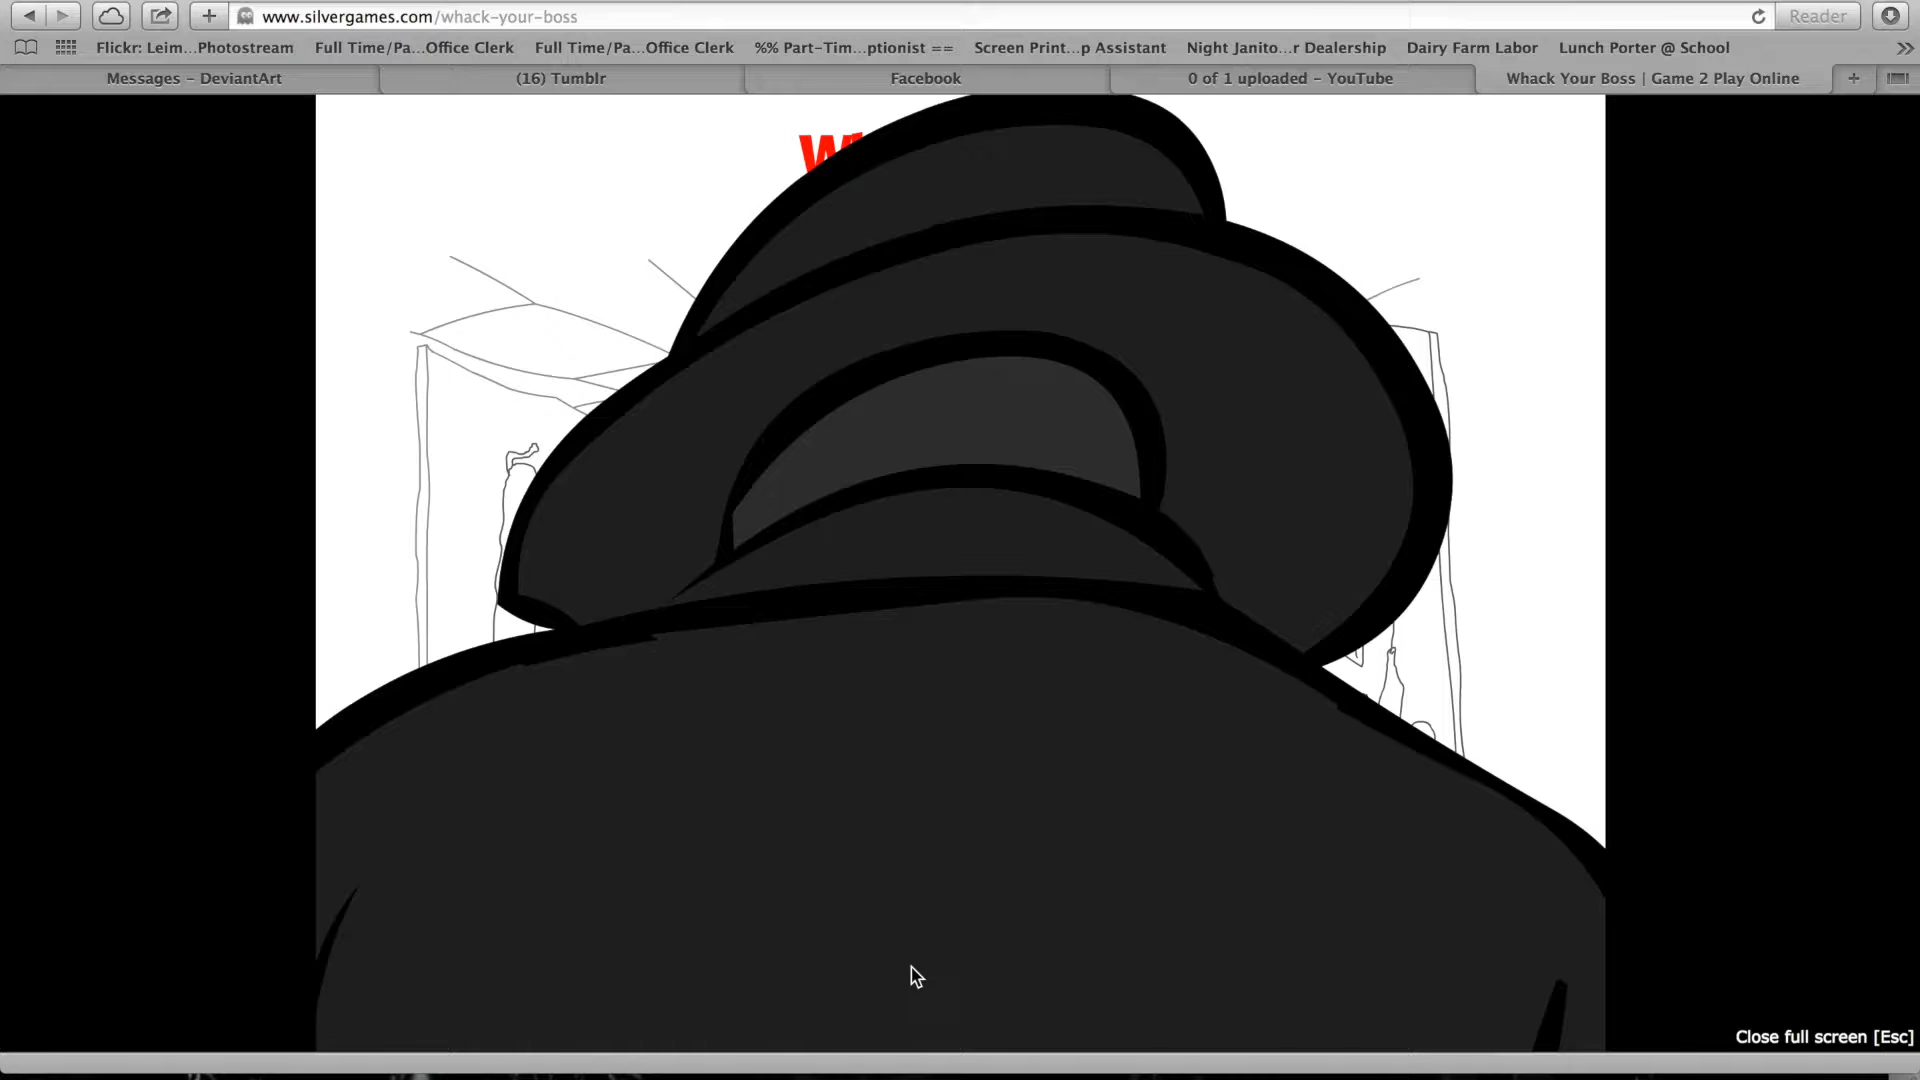 www.silvergames.com/whack-your-boss
Reader
Flickr: Leim...Photostream
Full Time/Pa...Office Clerk
Full Time/Pa...Office Clerk
%% Part-Tim...ptionist ==
Screen Print...p Assistant
Night Janito...r Dealership
Dairy Farm Labor
Lunch Porter @ School
Messages – DeviantArt
(16) Tumblr
Facebook
0 of 1 uploaded – YouTube
Whack Your Boss | Game 2 Play Online
W
Close full screen [Esc]